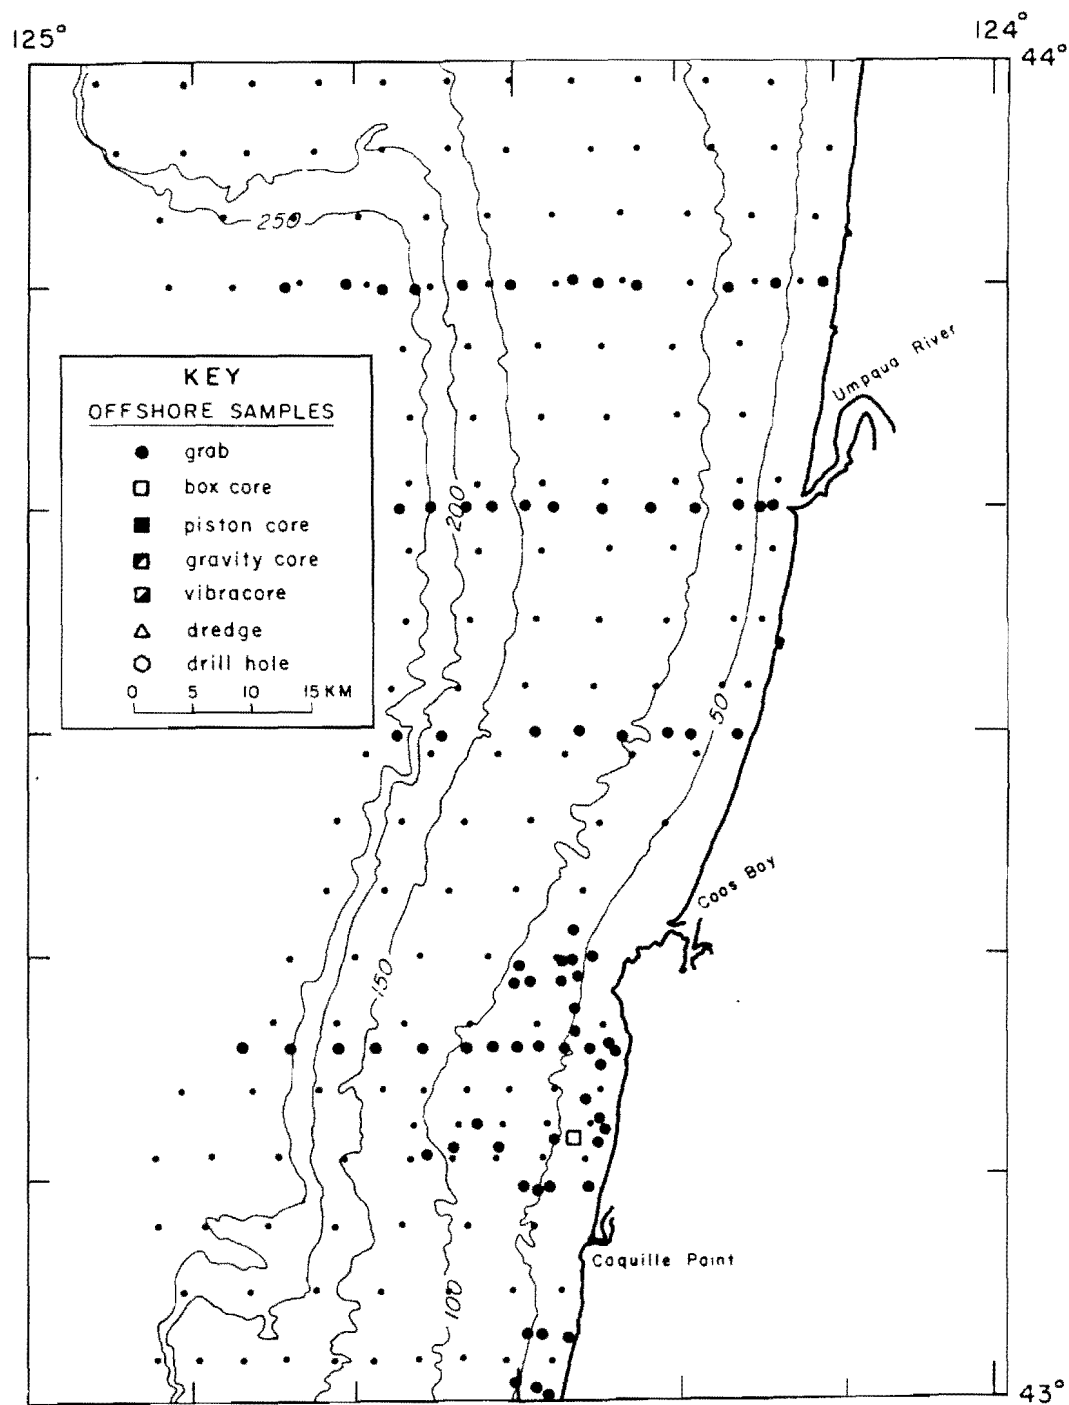 125°
124°
44°
250
Umpqua River
KEY
OFFSHORE SAMPLES
grab
box core
piston core
gravity core
vibracore
dredge
drill hole
0 5 10 15 KM
200
50
Coos Bay
150
Coquille Point
100
43°